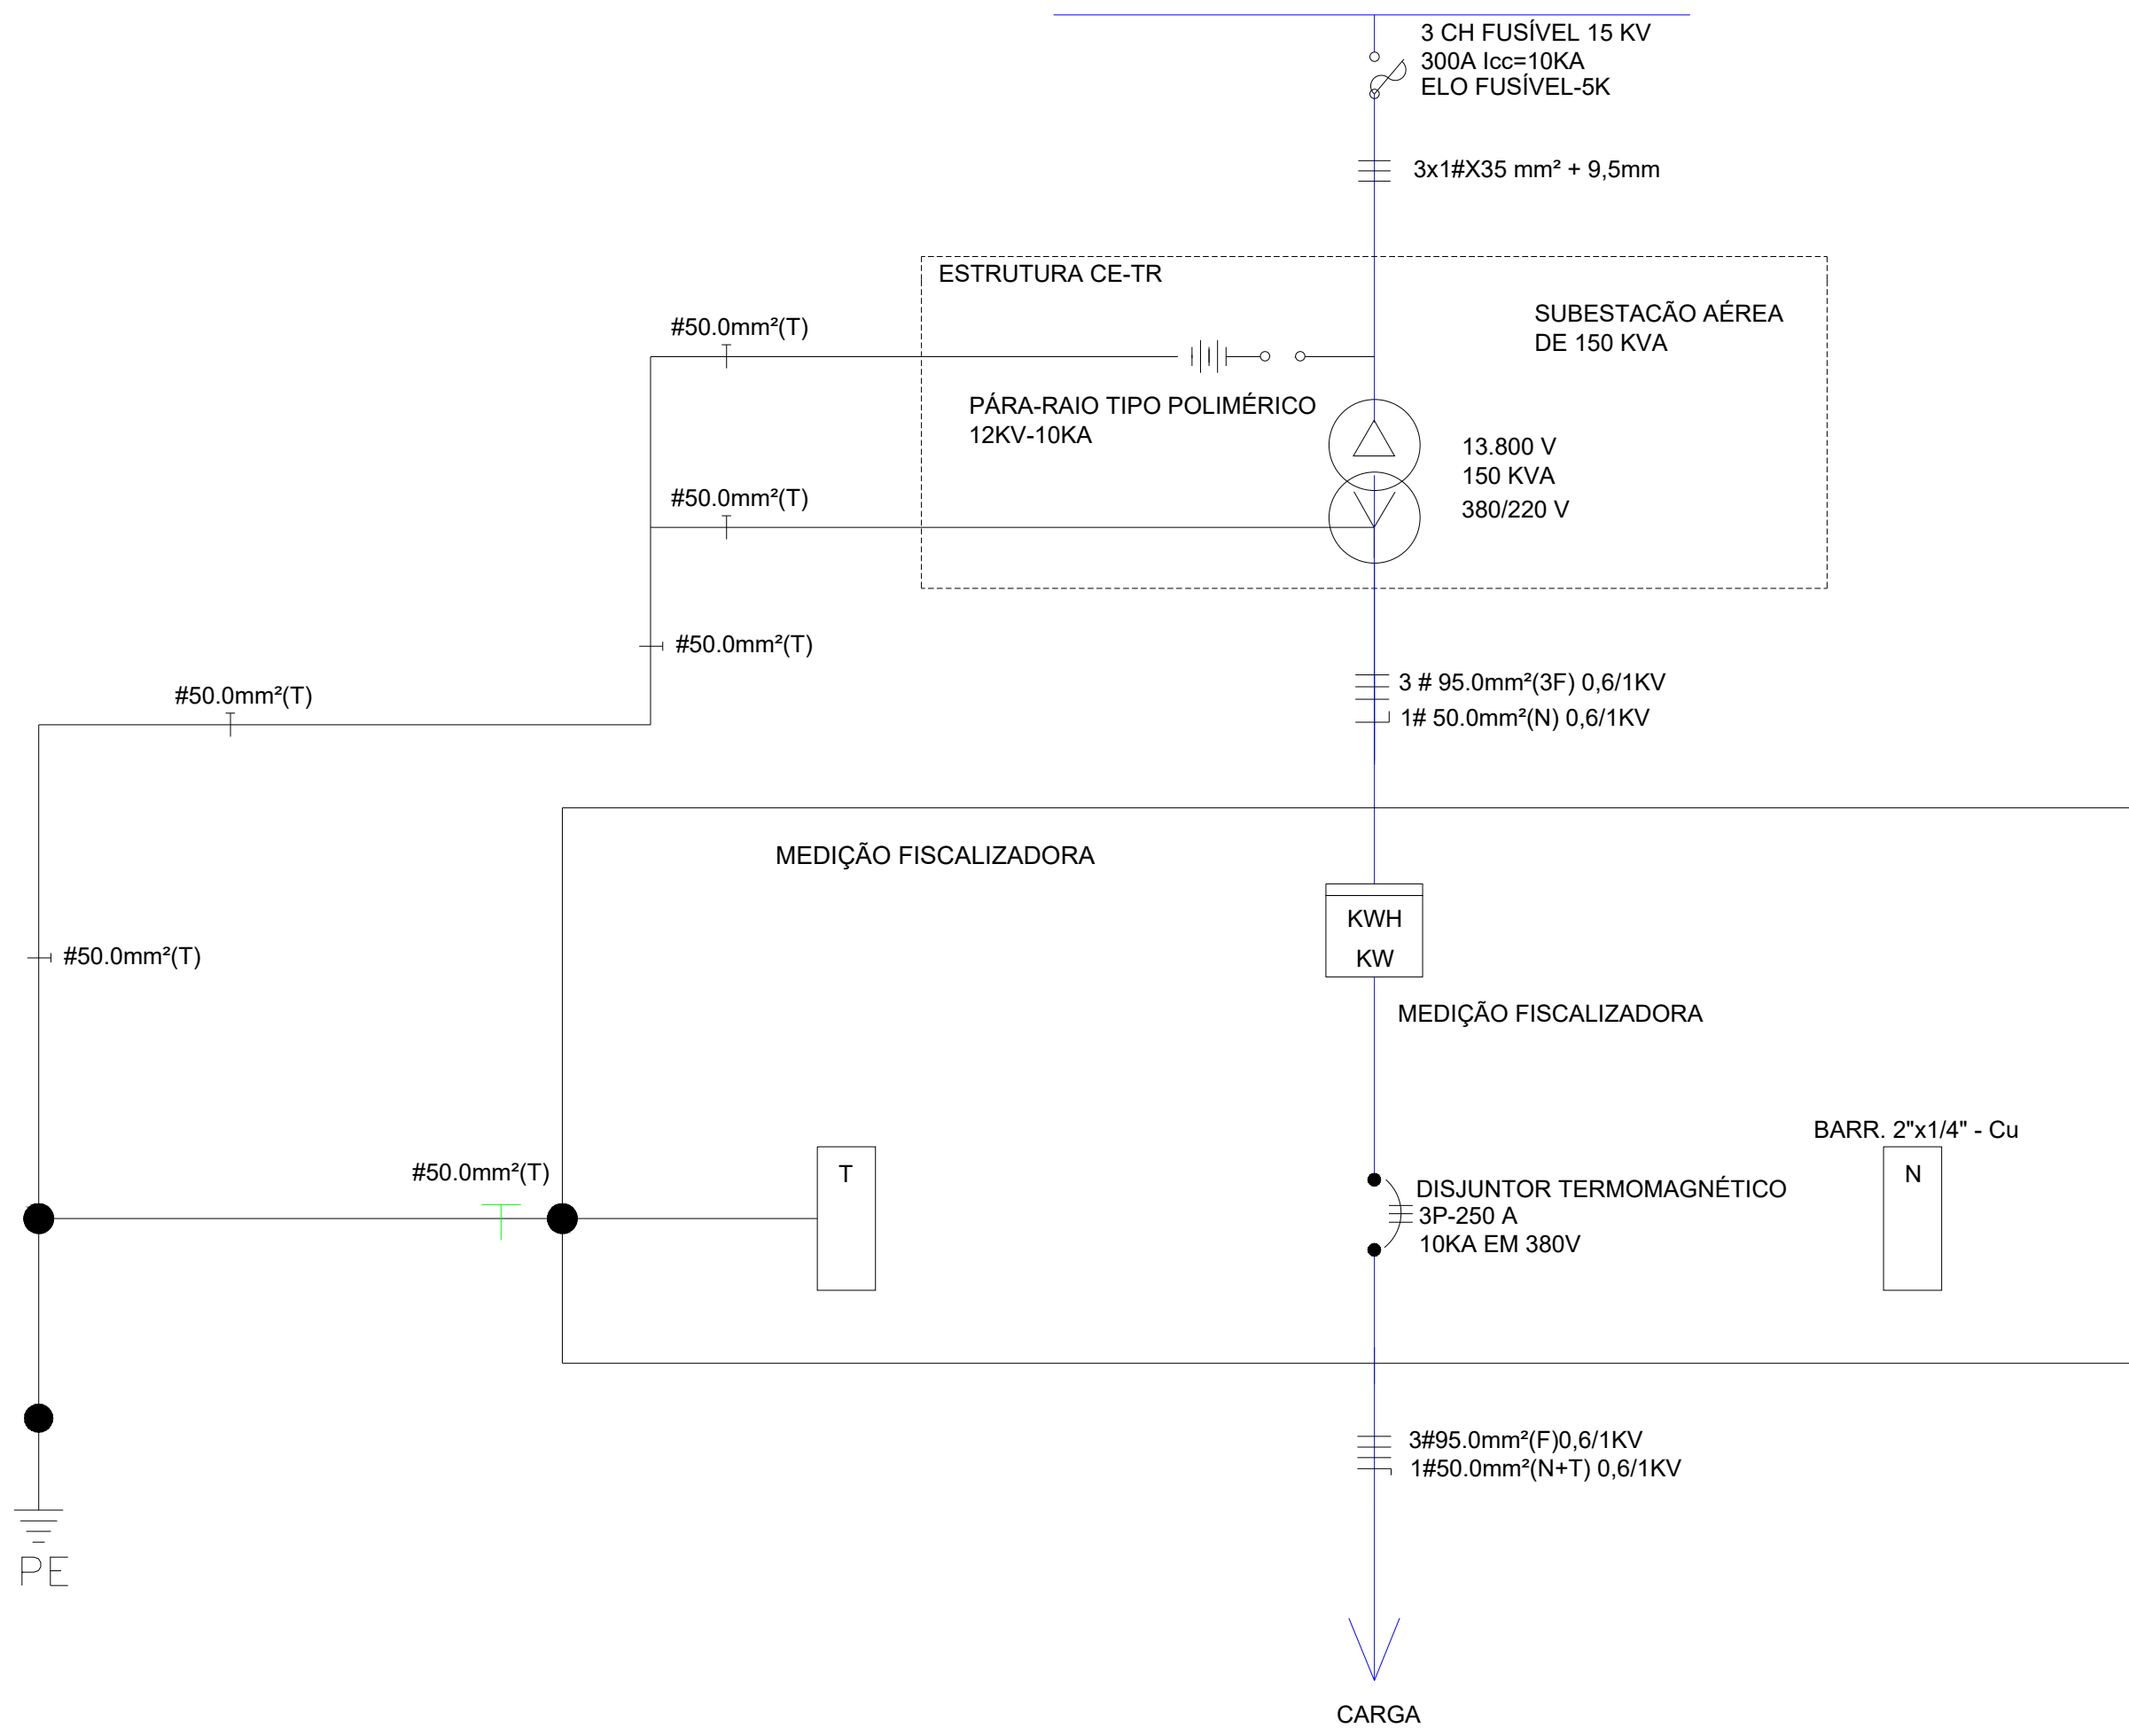 3 CH FUSÍVEL 15 KV
300A Icc=10KA
ELO FUSÍVEL-5K
3x1#X35 mm² + 9,5mm
ESTRUTURA CE-TR
SUBESTACÃO AÉREA
DE 150 KVA
#50.0mm²(T)
PÁRA-RAIO TIPO POLIMÉRICO
12KV-10KA
13.800 V
150 KVA
380/220 V
#50.0mm²(T)
#50.0mm²(T)
#50.0mm²(T)
3 # 95.0mm²(3F) 0,6/1KV
1# 50.0mm²(N) 0,6/1KV
MEDIÇÃO FISCALIZADORA
KWH
KW
#50.0mm²(T)
MEDIÇÃO FISCALIZADORA
BARR. 2"x1/4" - Cu
#50.0mm²(T)
T
N
DISJUNTOR TERMOMAGNÉTICO
3P-250 A
10KA EM 380V
3#95.0mm²(F)0,6/1KV
1#50.0mm²(N+T) 0,6/1KV
PE
CARGA